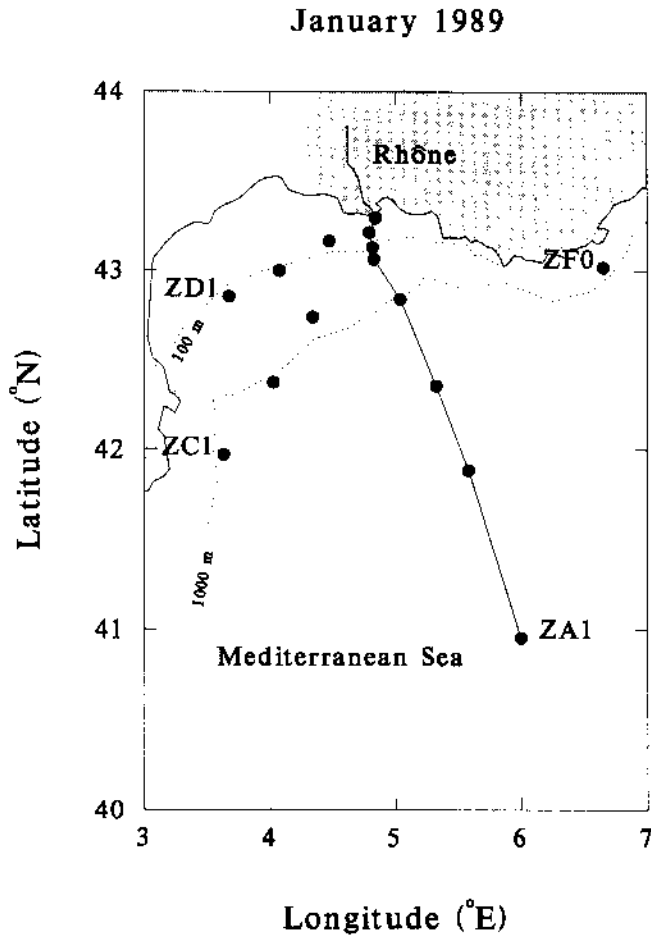 January 1989
44
Rhône
43
ZF0
ZD1
100 m
42
ZC1
1000 m
41
ZA1
Mediterranean Sea
40
3 4 5 6 7
Latitude (°N)
Longitude (°E)